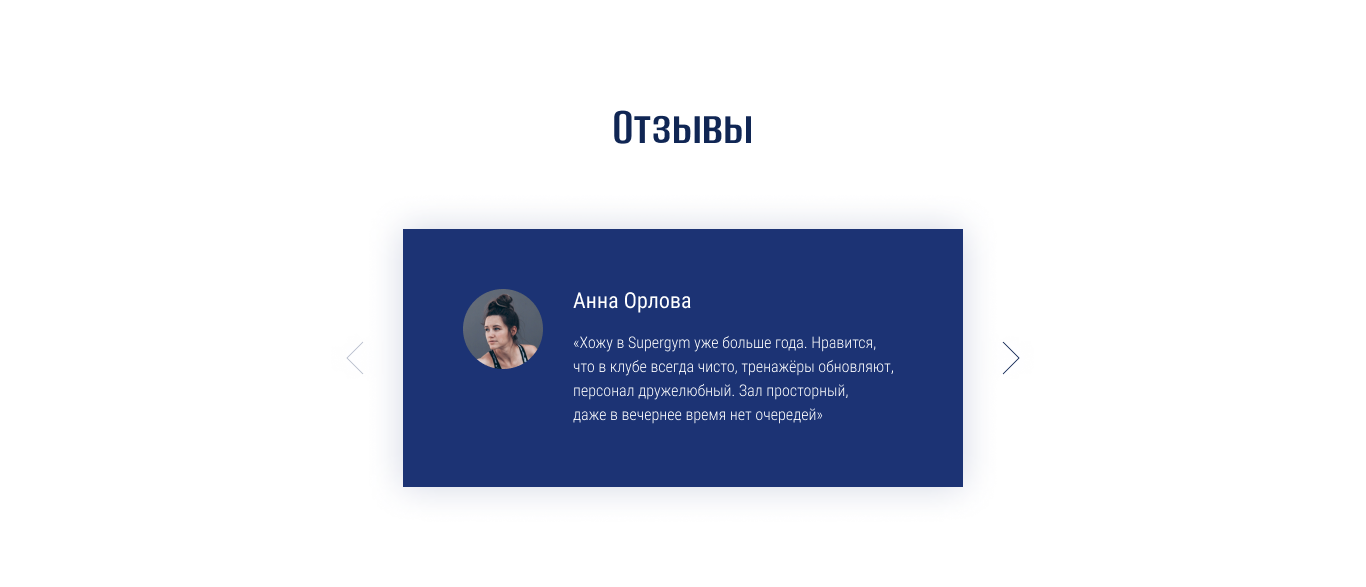 Отзывы
Анна Орлова
«Хожу в Supergym уже больше года. Нравится,
что в клубе всегда чисто, тренажёры обновляют,
персонал дружелюбный. Зал просторный,
даже в вечернее время нет очередей»